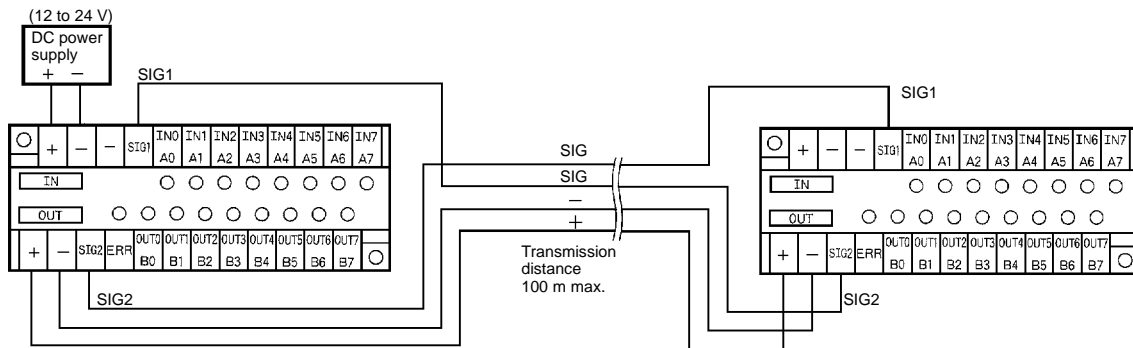 (12 to 24 V)
DC power
supply
+ −
SIG1
SIG1
+ − − SIG1 IN0 IN1 IN2 IN3 IN4 IN5 IN6 IN7
A0 A1 A2 A3 A4 A5 A6 A7
IN
OUT
+ − SIG2 ERR OUT0 OUT1 OUT2 OUT3 OUT4 OUT5 OUT6 OUT7
B0 B1 B2 B3 B4 B5 B6 B7
SIG2
SIG
SIG
−
+
Transmission
distance
100 m max.
+ − − SIG1 IN0 IN1 IN2 IN3 IN4 IN5 IN6 IN7
A0 A1 A2 A3 A4 A5 A6 A7
IN
OUT
+ − SIG2 ERR OUT0 OUT1 OUT2 OUT3 OUT4 OUT5 OUT6 OUT7
B0 B1 B2 B3 B4 B5 B6 B7
SIG2